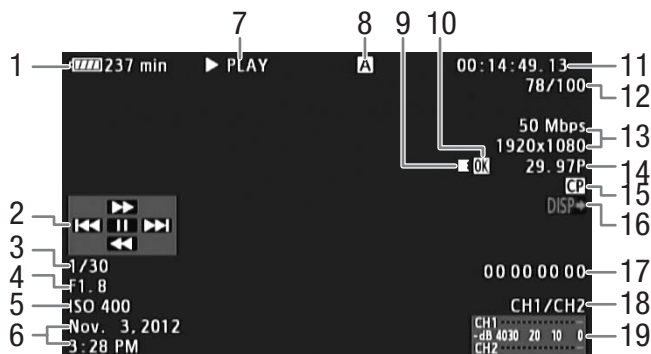 7 8 9 10
1 237 min ▶ PLAY A 00:14:49.13 11
78/100 12
50 Mbps 13
1920x1080
E OK 29.97P 14
CP 15
DISP 16
2
3 1/30
4 F1.8 00 00 00 00 17
5 ISO 400 CH1/CH2 18
6 Nov. 3, 2012 CH1
-dB 40 30 20 10 0 19
3:28 PM CH2